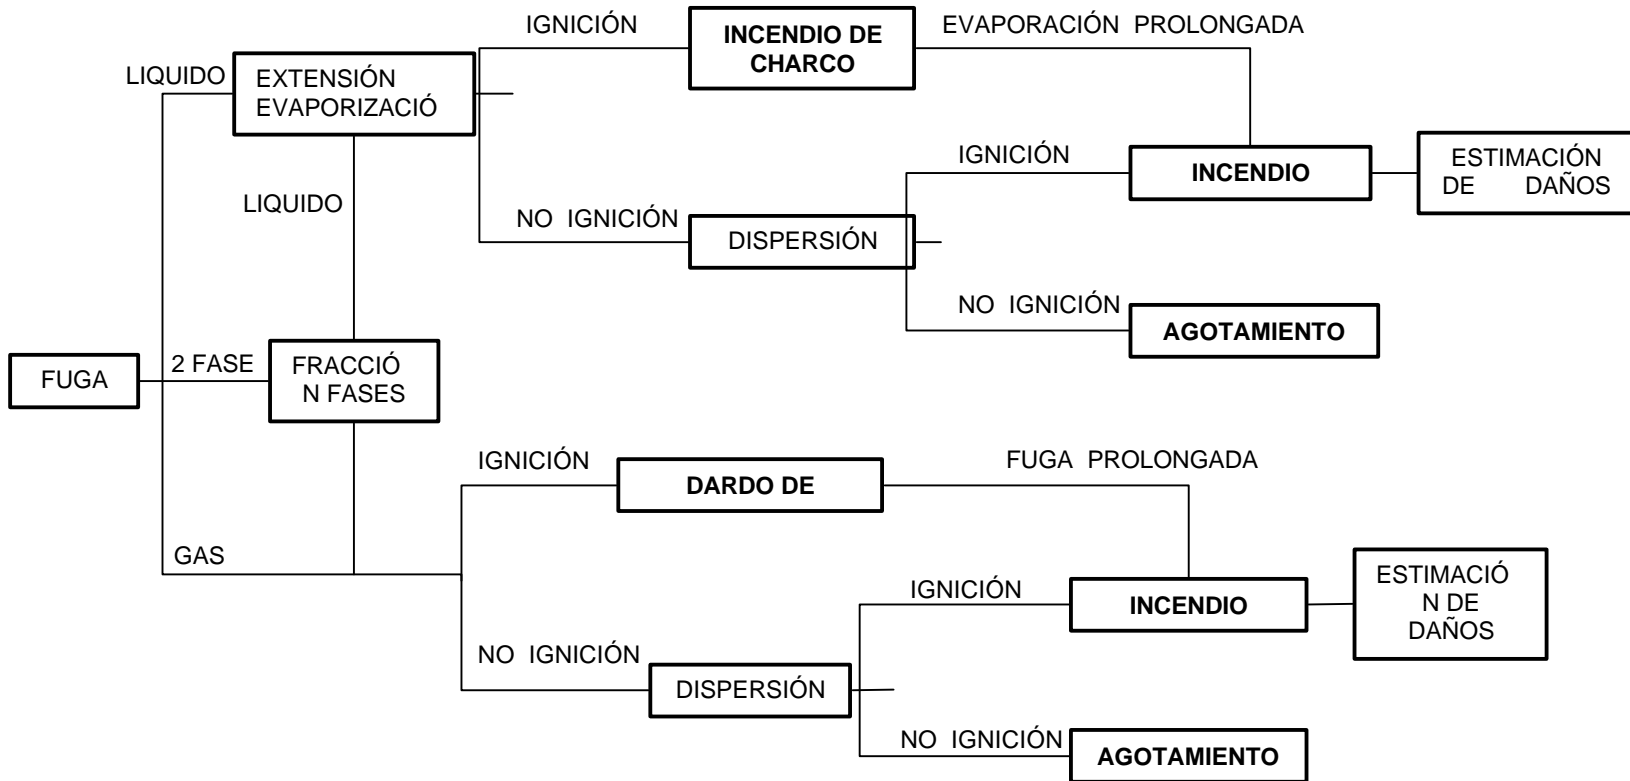 IGNICIÓN
INCENDIO DE
CHARCO
EVAPORACIÓN PROLONGADA
LIQUIDO
EXTENSIÓN
EVAPORIZACIÓ
IGNICIÓN
INCENDIO
ESTIMACIÓN
DE DAÑOS
LIQUIDO
NO IGNICIÓN
DISPERSIÓN
NO IGNICIÓN
AGOTAMIENTO
FUGA
2 FASE
FRACCIÓ
N FASES
IGNICIÓN
DARDO DE
FUGA PROLONGADA
GAS
IGNICIÓN
INCENDIO
ESTIMACIÓ
N DE
DAÑOS
NO IGNICIÓN
DISPERSIÓN
NO IGNICIÓN
AGOTAMIENTO